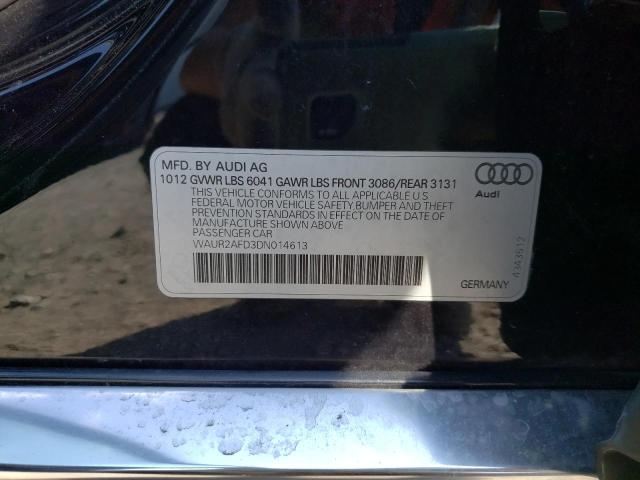 MFD. BY AUDI AG
1012 GVWR LBS 6041 GAWR LBS FRONT 3086/REAR 3131
THIS VEHICLE CONFORMS TO ALL APPLICABLE U S
FEDERAL MOTOR VEHICLE SAFETY,BUMPER AND THEFT
PREVENTION STANDARDS IN EFFECT ON THE DATE OF
MANUFACTURE SHOWN ABOVE
PASSENGER CAR
WAUR2AFD3DN014613
Audi
4343612
GERMANY